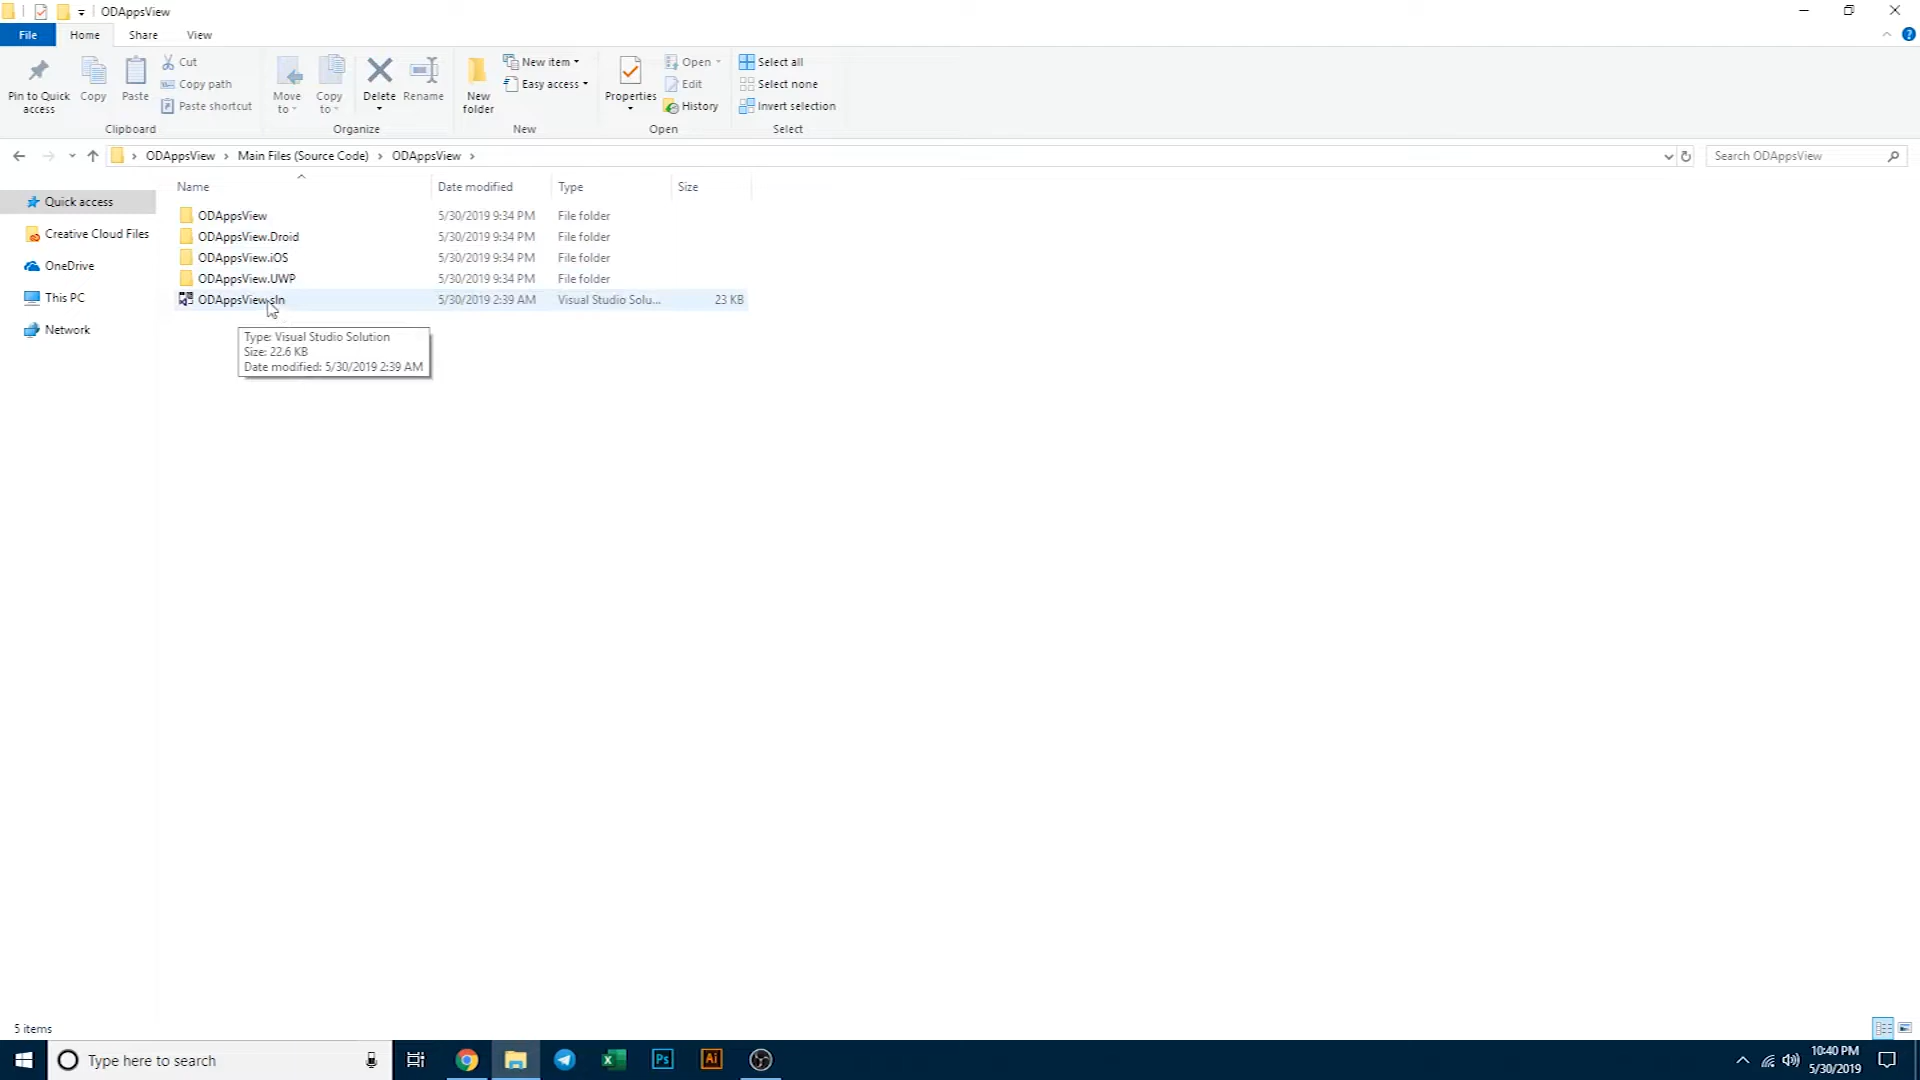 ODAppsView
File Home Share View
Pin to Quick access
Copy
Paste
Cut
Copy path
Paste shortcut
Clipboard
Move to
Copy to
Delete
Rename
Organize
New folder
New item
Easy access
New
Properties
Open
Edit
History
Open
Select all
Select none
Invert selection
Select
ODAppsView > Main Files (Source Code) > ODAppsView >
Search ODAppsView
Name Date modified Type Size
Quick access
Creative Cloud Files
OneDrive
This PC
Network
ODAppsView 5/30/2019 9:34 PM File folder
ODAppsView.Droid 5/30/2019 9:34 PM File folder
ODAppsView.iOS 5/30/2019 9:34 PM File folder
ODAppsView.UWP 5/30/2019 9:34 PM File folder
ODAppsView.sln 5/30/2019 2:39 AM Visual Studio Solu... 23 KB
Type: Visual Studio Solution
Size: 22.6 KB
Date modified: 5/30/2019 2:39 AM
5 items
Type here to search
Ps
Ai
10:40 PM
5/30/2019